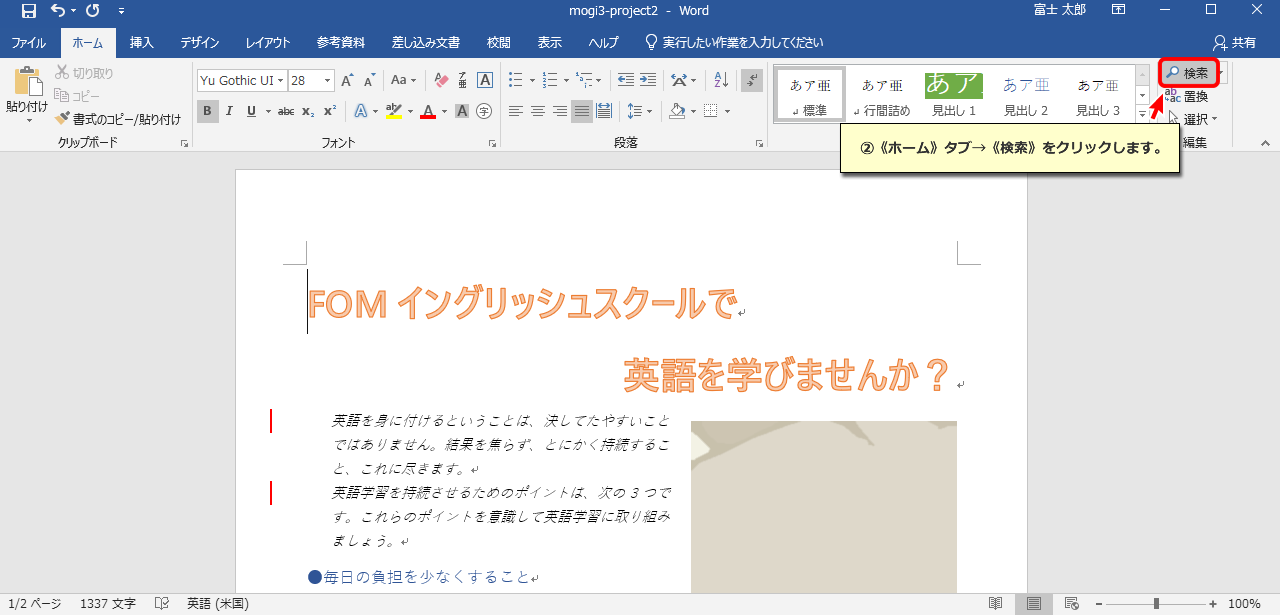 mogi3-project2 - Word
富士 太郎
ファイル ホーム 挿入 デザイン レイアウト 参考資料 差し込み文書 校閲 表示 ヘルプ 実行したい作業を入力してください 共有
貼り付け
切り取り
コピー
書式のコピー/貼り付け
クリップボード
Yu Gothic UI 28
B I U abc x₂ x²
フォント
段落
あア亜 あア亜 あア あア亜 あア亜
標準 行間詰め 見出し 1 見出し 2 見出し 3
検索
置換
選択
編集
②《ホーム》タブ→《検索》をクリックします。
FOM イングリッシュスクールで
英語を学びませんか？
英語を身に付けるということは、決してたやすいこと
ではありません。結果を焦らず、とにかく持続するこ
と、これに尽きます。
英語学習を持続させるためのポイントは、次の３つで
す。これらのポイントを意識して英語学習に取り組み
ましょう。
●毎日の負担を少なくすること
1/2 ページ 1337 文字 英語 (米国) 100%